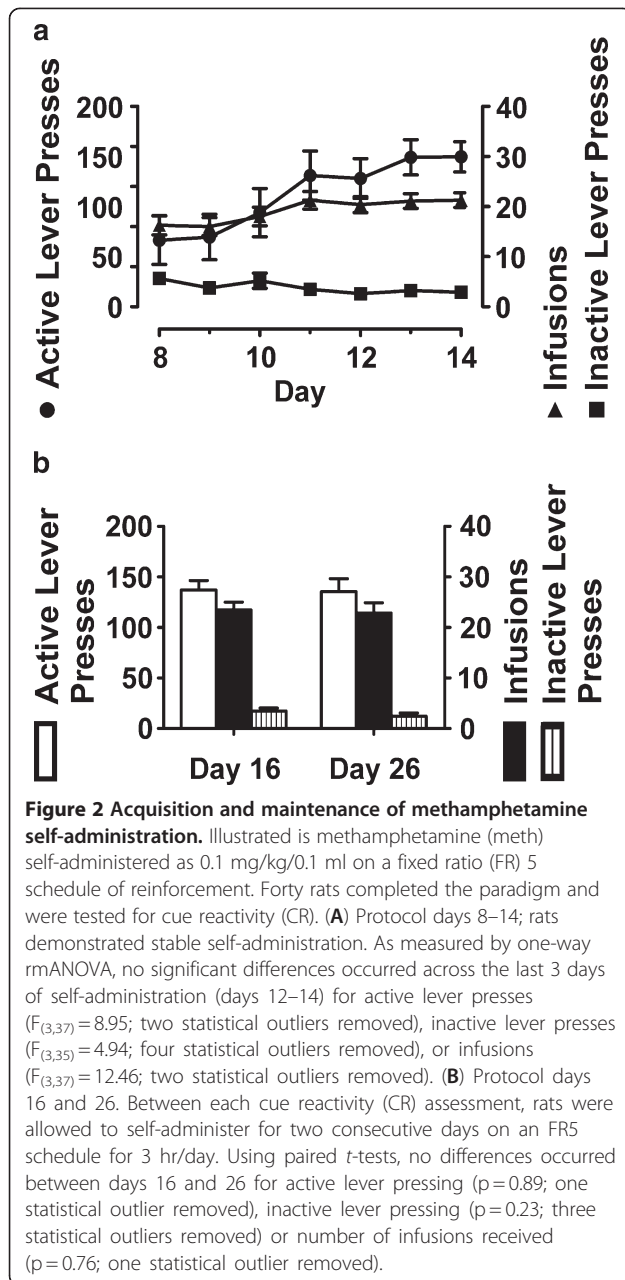 a
Active Lever Presses
200
150
100
50
0
40
30
20
10
0
8 10 12 14
Day
Infusions
Inactive Lever Presses
b
Active Lever
Presses
200
150
100
50
0
40
30
20
10
0
Day 16 Day 26
Infusions
Inactive Lever
Presses
Figure 2 Acquisition and maintenance of methamphetamine
self-administration. Illustrated is methamphetamine (meth)
self-administered as 0.1 mg/kg/0.1 ml on a fixed ratio (FR) 5
schedule of reinforcement. Forty rats completed the paradigm and
were tested for cue reactivity (CR). (A) Protocol days 8–14; rats
demonstrated stable self-administration. As measured by one-way
rmANOVA, no significant differences occurred across the last 3 days
of self-administration (days 12–14) for active lever presses
(F(3,37) = 8.95; two statistical outliers removed), inactive lever presses
(F(3,35) = 4.94; four statistical outliers removed), or infusions
(F(3,37) = 12.46; two statistical outliers removed). (B) Protocol days
16 and 26. Between each cue reactivity (CR) assessment, rats were
allowed to self-administer for two consecutive days on an FR5
schedule for 3 hr/day. Using paired t-tests, no differences occurred
between days 16 and 26 for active lever pressing (p = 0.89; one
statistical outlier removed), inactive lever pressing (p = 0.23; three
statistical outliers removed) or number of infusions received
(p = 0.76; one statistical outlier removed).